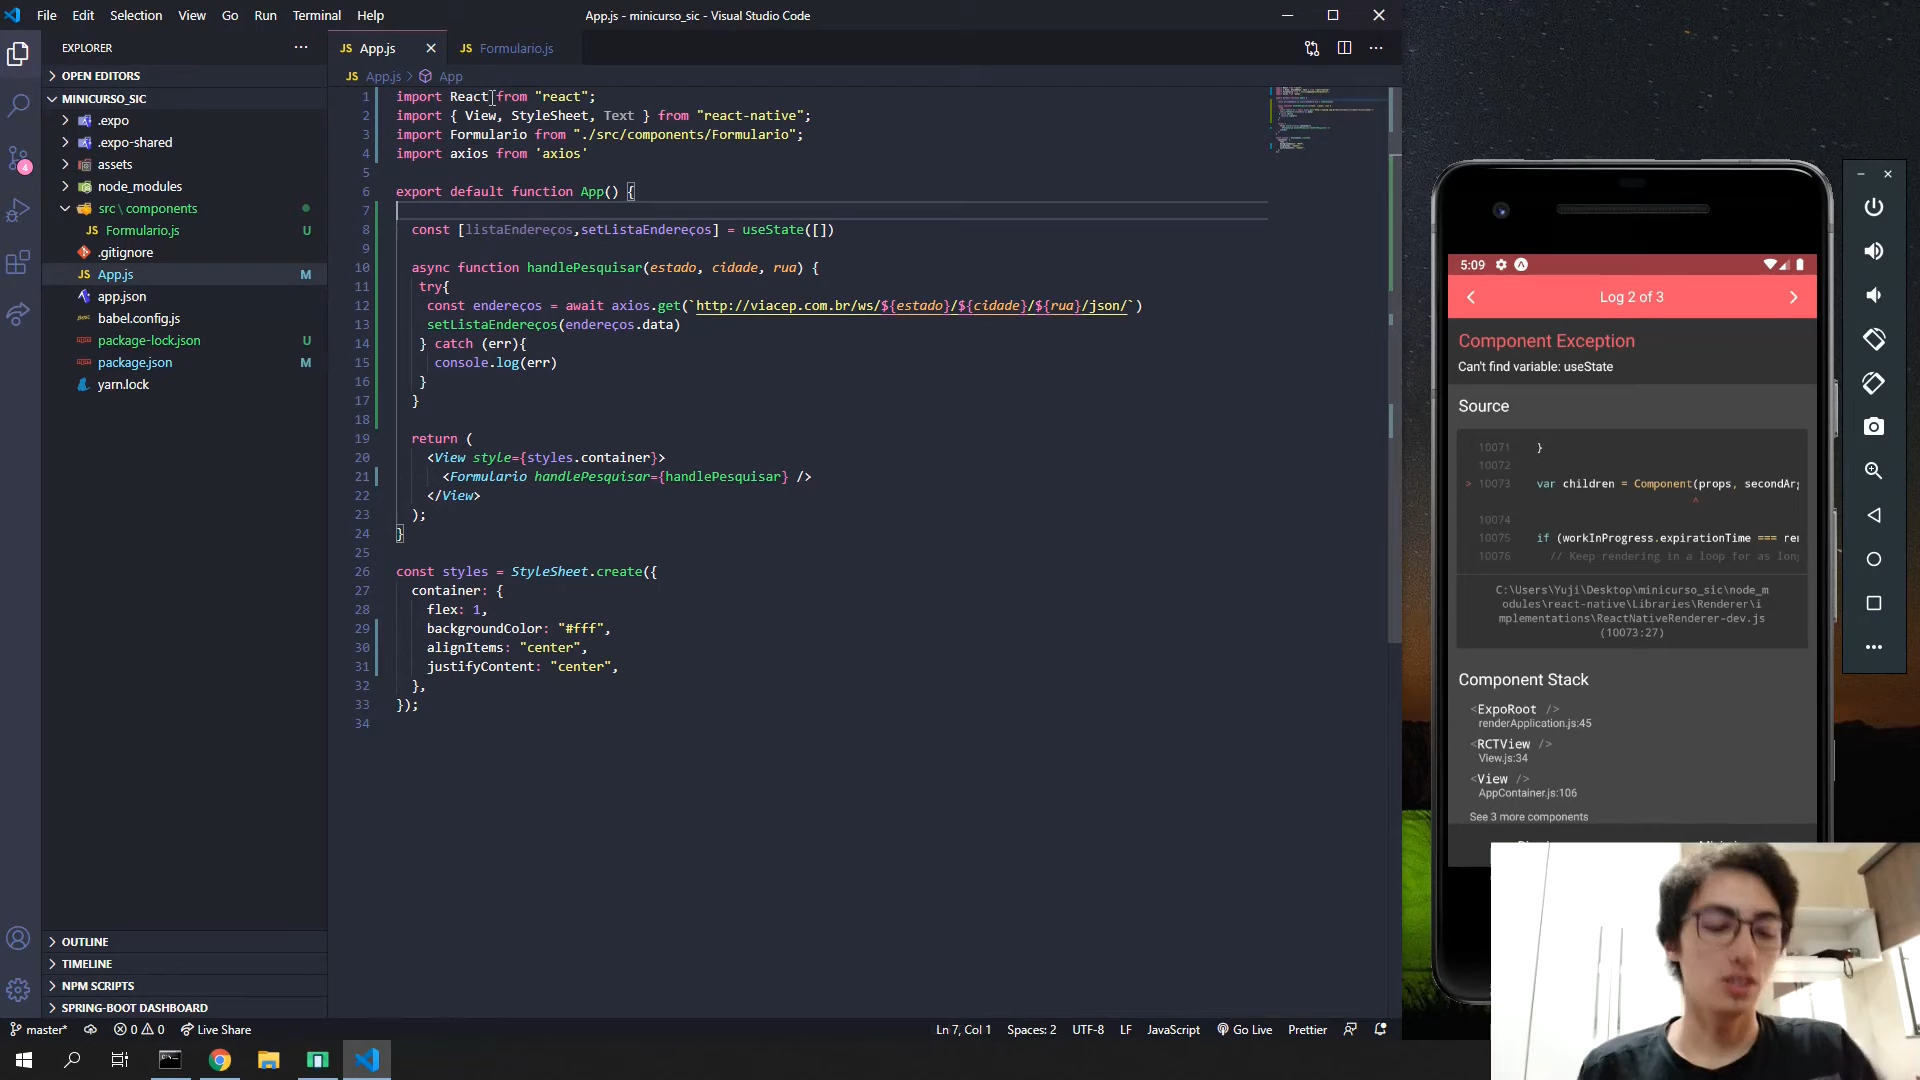 File Edit Selection View Go Run Terminal Help
App.js - minicurso_sic - Visual Studio Code
EXPLORER
OPEN EDITORS
MINICURSO_SIC
.expo
.expo-shared
assets
node_modules
src \ components
Formulario.js U
.gitignore
App.js M
app.json
babel.config.js
package-lock.json U
package.json M
yarn.lock
OUTLINE
TIMELINE
NPM SCRIPTS
SPRING-BOOT DASHBOARD
4
JS App.js JS Formulario.js
JS App.js > App
1 import React from "react";
2 import { View, StyleSheet, Text } from "react-native";
3 import Formulario from "./src/components/Formulario";
4 import axios from 'axios'
5
6 export default function App() {
7
8 const [listaEndereços,setListaEndereços] = useState([])
9
10 async function handlePesquisar(estado, cidade, rua) {
11 try{
12 const endereços = await axios.get(`http://viacep.com.br/ws/${estado}/${cidade}/${rua}/json/`)
13 setListaEndereços(endereços.data)
14 } catch (err){
15 console.log(err)
16 }
17 }
18
19 return (
20 <View style={styles.container}>
21 <Formulario handlePesquisar={handlePesquisar} />
22 </View>
23 );
24 }
25
26 const styles = StyleSheet.create({
27 container: {
28 flex: 1,
29 backgroundColor: "#fff",
30 alignItems: "center",
31 justifyContent: "center",
32 },
33 });
34
master* 0 0 Live Share
Ln 7, Col 1 Spaces: 2 UTF-8 LF JavaScript Go Live Prettier
5:09
Log 2 of 3
Component Exception
Can't find variable: useState
Source
10071 }
10072
> 10073 var children = Component(props, secondArg
^
10074
10075 if (workInProgress.expirationTime === ren
10076 // Keep rendering in a loop for as long
C:\Users\Yuji\Desktop\minicurso_sic\node_m
odules\react-native\Libraries\Renderer\i
mplementations\ReactNativeRenderer-dev.js
(10073:27)
Component Stack
<ExpoRoot />
renderApplication.js:45
<RCTView />
View.js:34
<View />
AppContainer.js:106
See 3 more components